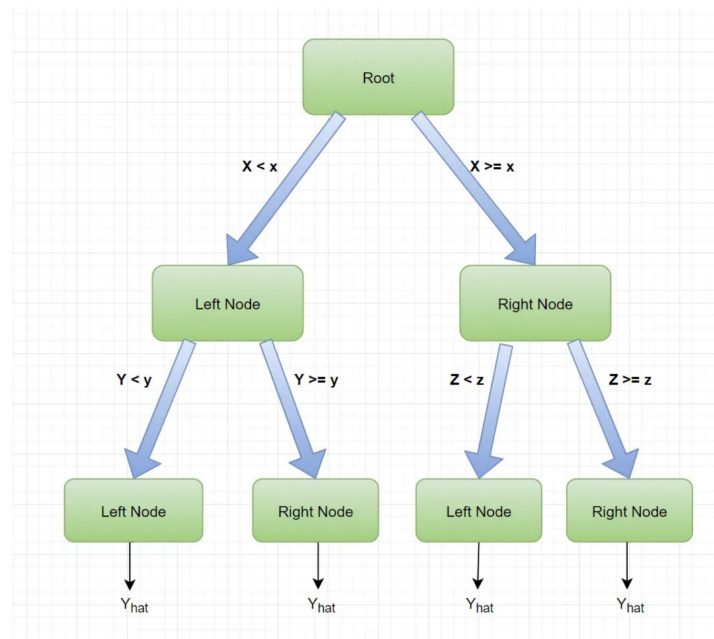 Root
X < x
X >= x
Left Node
Right Node
Y < y
Y >= y
Z < z
Z >= z
Left Node
Right Node
Left Node
Right Node
Yhat
Yhat
Yhat
Yhat